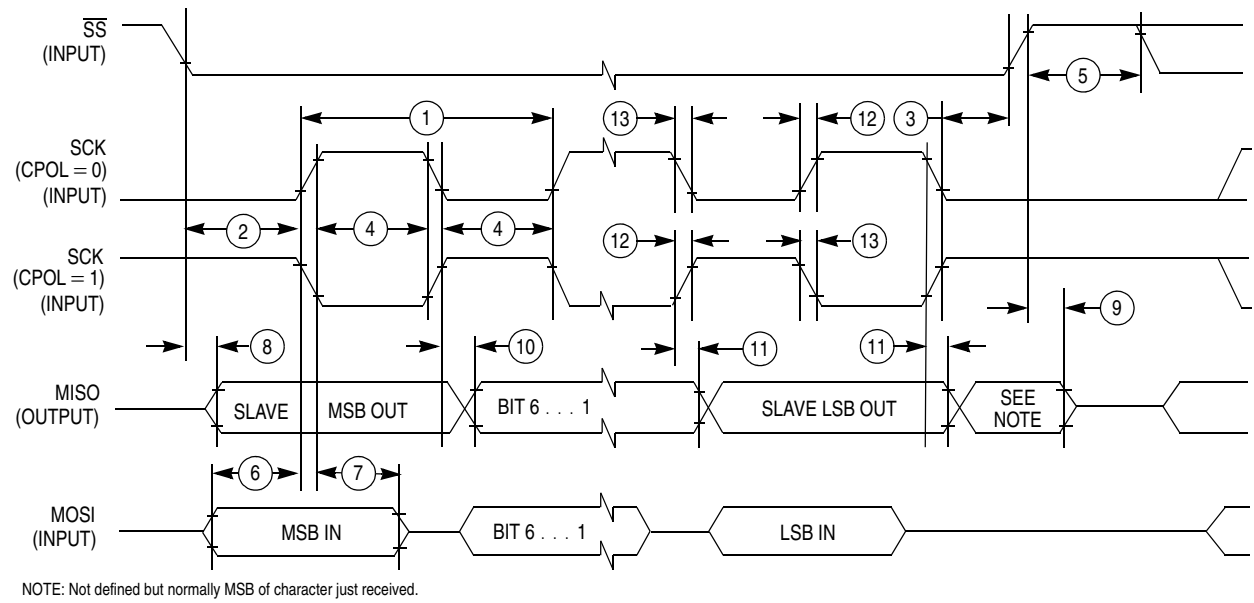 SS
(INPUT)
5
1
13
12
3
SCK
(CPOL = 0)
(INPUT)
2
4
4
12
13
SCK
(CPOL = 1)
(INPUT)
9
8
10
11
11
MISO
(OUTPUT)
SLAVE
MSB OUT
BIT 6 . . . 1
SLAVE LSB OUT
SEE
NOTE
6
7
MOSI
(INPUT)
MSB IN
BIT 6 . . . 1
LSB IN
NOTE: Not defined but normally MSB of character just received.